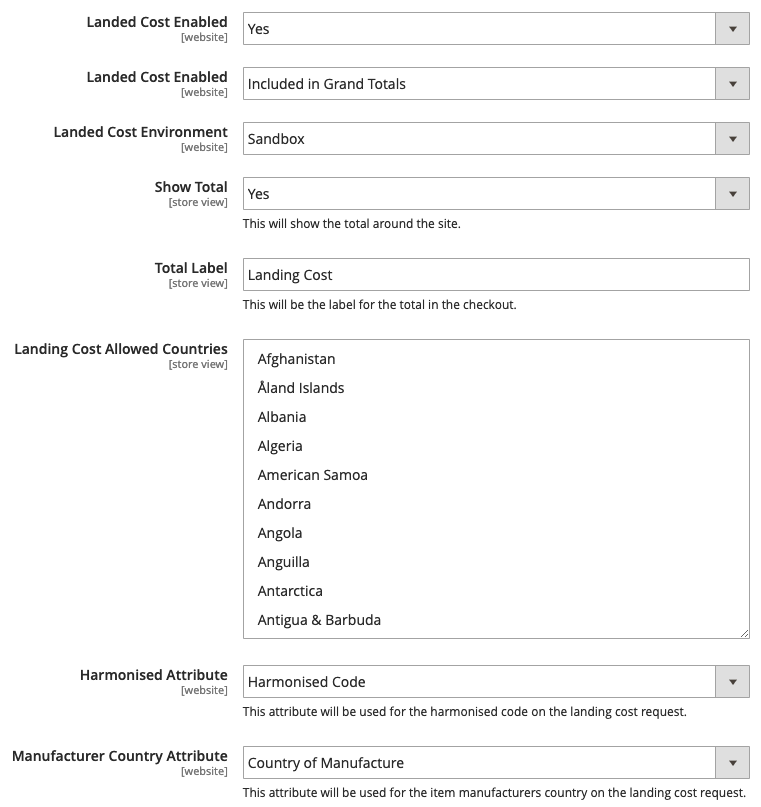 Landed Cost Enabled
[website]
Yes
Landed Cost Enabled
[website]
Included in Grand Totals
Landed Cost Environment
[website]
Sandbox
Show Total
[store view]
Yes
This will show the total around the site.
Total Label
[store view]
Landing Cost
This will be the label for the total in the checkout.
Landing Cost Allowed Countries
[store view]
Afghanistan
Åland Islands
Albania
Algeria
American Samoa
Andorra
Angola
Anguilla
Antarctica
Antigua & Barbuda
Harmonised Attribute
[website]
Harmonised Code
This attribute will be used for the harmonised code on the landing cost request.
Manufacturer Country Attribute
[website]
Country of Manufacture
This attribute will be used for the item manufacturers country on the landing cost request.